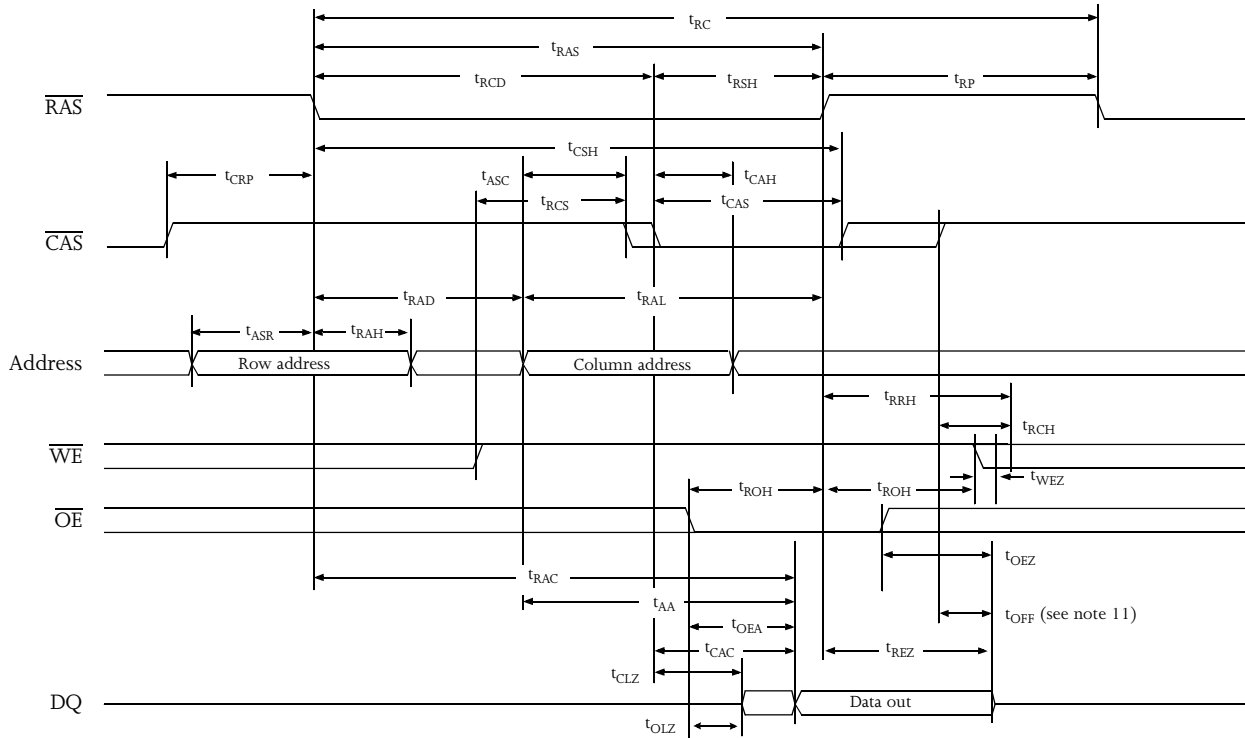 tRC
tRAS
tRCD tRSH tRP
RAS
tCSH
tCRP tASC tCAH
tRCS tCAS
CAS
tRAD tRAL
tASR tRAH
Address Row address Column address
tRRH
tRCH
WE
tWEZ
tROH tROH
OE
tOEZ
tRAC
tAA
tOFF (see note 11)
tOEA
tCAC tREZ
tCLZ
DQ Data out
tOLZ